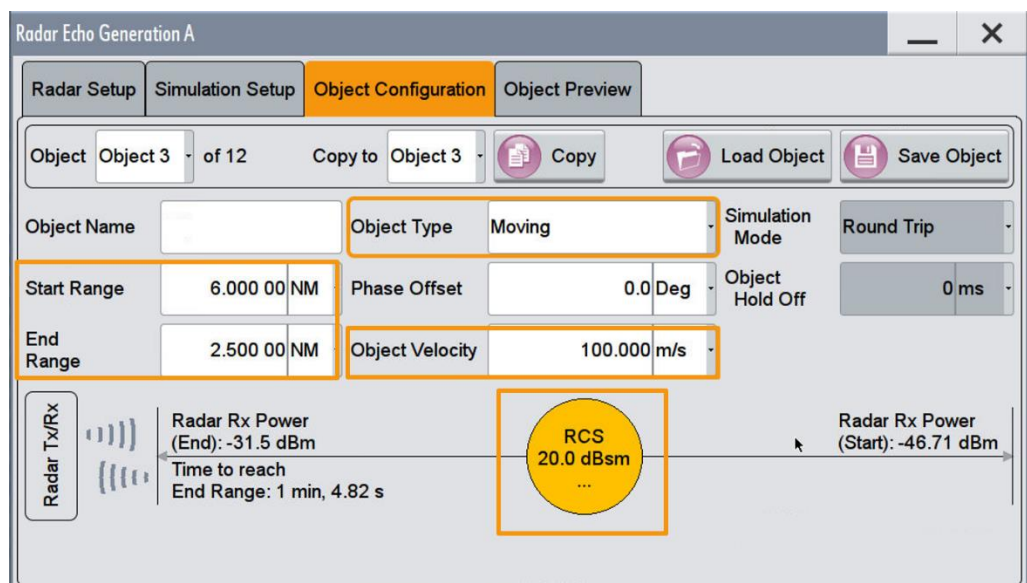 Radar Echo Generation A
Radar Setup Simulation Setup Object Configuration Object Preview
Object Object 3 of 12 Copy to Object 3 Copy Load Object Save Object
Object Name Object Type Moving Simulation Mode Round Trip
Start Range 6.000 00 NM Phase Offset 0.0 Deg Object Hold Off 0 ms
End Range 2.500 00 NM Object Velocity 100.000 m/s
Radar Tx/Rx
Radar Rx Power
(End): -31.5 dBm
Time to reach
End Range: 1 min, 4.82 s
RCS
20.0 dBsm
...
Radar Rx Power
(Start): -46.71 dBm